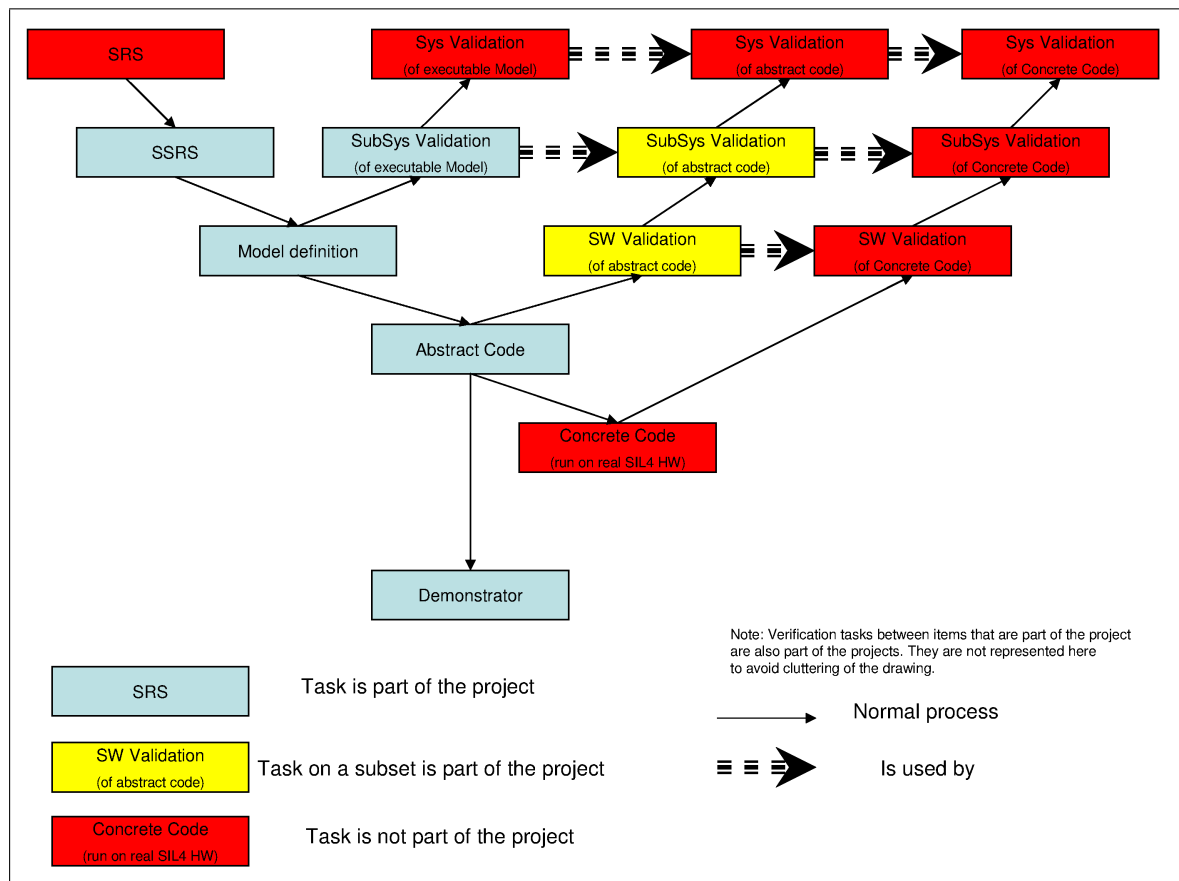 SRS
Sys Validation
(of executable Model)
Sys Validation
(of abstract code)
Sys Validation
(of Concrete Code)
SSRS
SubSys Validation
(of executable Model)
SubSys Validation
(of abstract code)
SubSys Validation
(of Concrete Code)
Model definition
SW Validation
(of abstract code)
SW Validation
(of Concrete Code)
Abstract Code
Concrete Code
(run on real SIL4 HW)
Demonstrator
Note: Verification tasks between items that are part of the project
are also part of the projects. They are not represented here
to avoid cluttering of the drawing.
SRS
Task is part of the project
Normal process
SW Validation
(of abstract code)
Task on a subset is part of the project
Is used by
Concrete Code
(run on real SIL4 HW)
Task is not part of the project